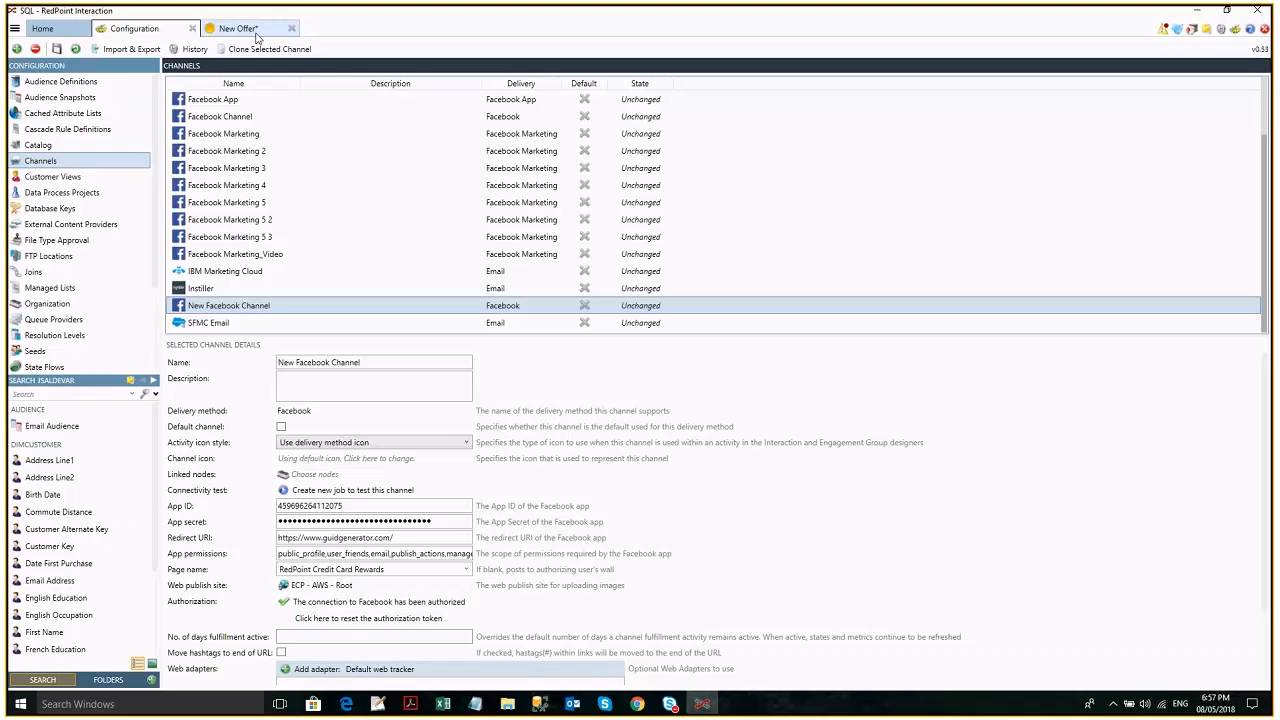 SQL - RedPoint Interaction
Home
Configuration
New Offer*
Import & Export
History
Clone Selected Channel
v0.53
CONFIGURATION
Audience Definitions
Audience Snapshots
Cached Attribute Lists
Cascade Rule Definitions
Catalog
Channels
Customer Views
Data Process Projects
Database Keys
External Content Providers
File Type Approval
FTP Locations
Joins
Managed Lists
Organization
Queue Providers
Resolution Levels
Seeds
State Flows
SEARCH JSALDEVAR
Search
AUDIENCE
Email Audience
DIMCUSTOMER
Address Line1
Address Line2
Birth Date
Commute Distance
Customer Alternate Key
Customer Key
Date First Purchase
Email Address
English Education
English Occupation
First Name
French Education
SEARCH FOLDERS
CHANNELS
Name Description Delivery Default State
Facebook App Facebook App Unchanged
Facebook Channel Facebook Unchanged
Facebook Marketing Facebook Marketing Unchanged
Facebook Marketing 2 Facebook Marketing Unchanged
Facebook Marketing 3 Facebook Marketing Unchanged
Facebook Marketing 4 Facebook Marketing Unchanged
Facebook Marketing 5 Facebook Marketing Unchanged
Facebook Marketing 5 2 Facebook Marketing Unchanged
Facebook Marketing 5 3 Facebook Marketing Unchanged
Facebook Marketing_Video Facebook Marketing Unchanged
IBM Marketing Cloud Email Unchanged
Instiller Email Unchanged
New Facebook Channel Facebook Unchanged
SFMC Email Email Unchanged
SELECTED CHANNEL DETAILS
Name: New Facebook Channel
Description:
Delivery method: Facebook The name of the delivery method this channel supports
Default channel: Specifies whether this channel is the default used for this delivery method
Activity icon style: Use delivery method icon Specifies the type of icon to use when this channel is used within an activity in the Interaction and Engagement Group designers
Channel icon: Using default icon. Click here to change. Specifies the icon that is used to represent this channel
Linked nodes: Choose nodes
Connectivity test: Create new job to test this channel
App ID: 459696264112075 The App ID of the Facebook app
App secret: •••••••••••••••••••••••••••••••• The App Secret of the Facebook app
Redirect URI: https://www.guidgenerator.com/ The redirect URI of the Facebook app
App permissions: public_profile,user_friends,email,publish_actions,manage The scope of permissions required by the Facebook app
Page name: RedPoint Credit Card Rewards If blank, posts to authorizing user's wall
Web publish site: ECP - AWS - Root The web publish site for uploading images
Authorization: The connection to Facebook has been authorized
Click here to reset the authorization token
No. of days fulfillment active: Overrides the default number of days a channel fulfillment activity remains active. When active, states and metrics continue to be refreshed
Move hashtags to end of URL: If checked, hastags(#) within links will be moved to the end of the URL
Web adapters: Add adapter: Default web tracker Optional Web Adapters to use
Search Windows
ENG
6:57 PM
08/05/2018